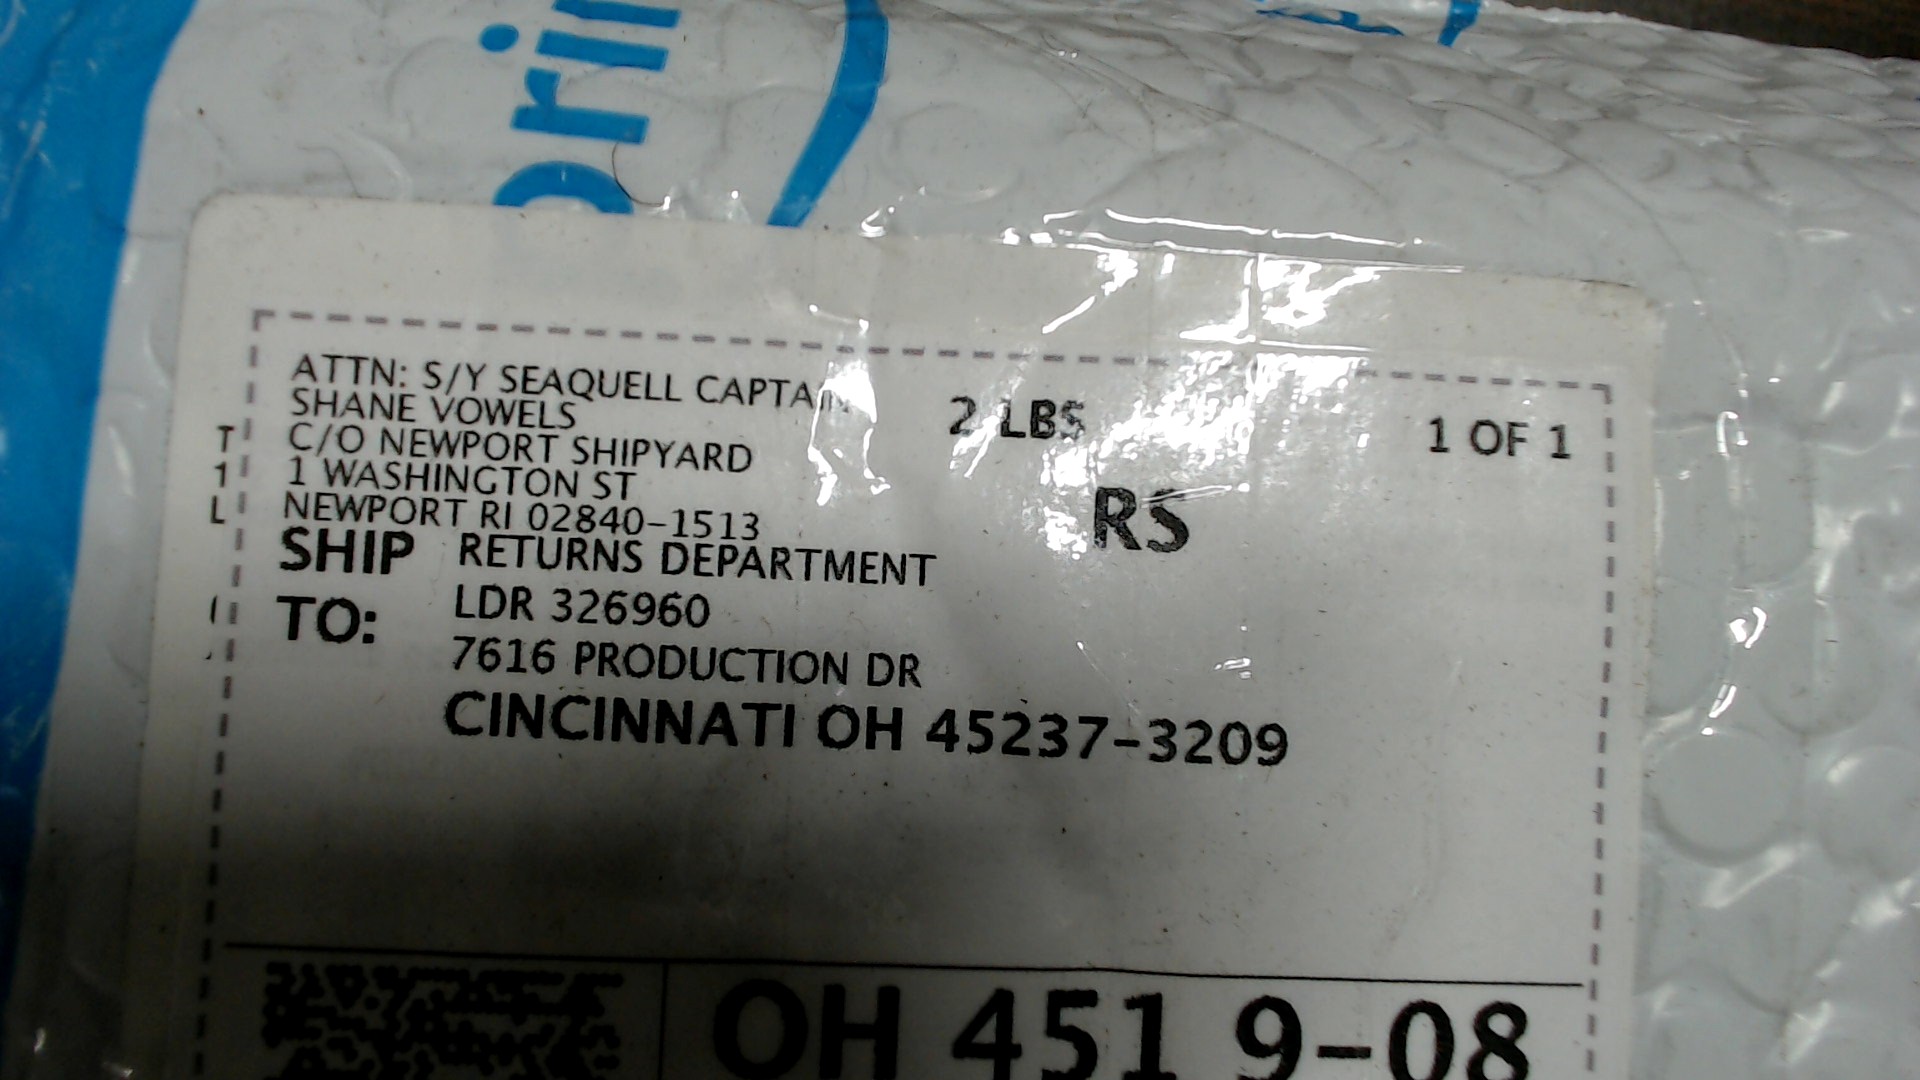 ATTN: S/Y SEAQUELL CAPTAIN
SHANE VOWELS
C/O NEWPORT SHIPYARD
1 WASHINGTON ST
NEWPORT RI 02840-1513
2 LBS
1 OF 1
RS
SHIP TO:
RETURNS DEPARTMENT
LDR 326960
7616 PRODUCTION DR
CINCINNATI OH 45237-3209
OH 451 9-08